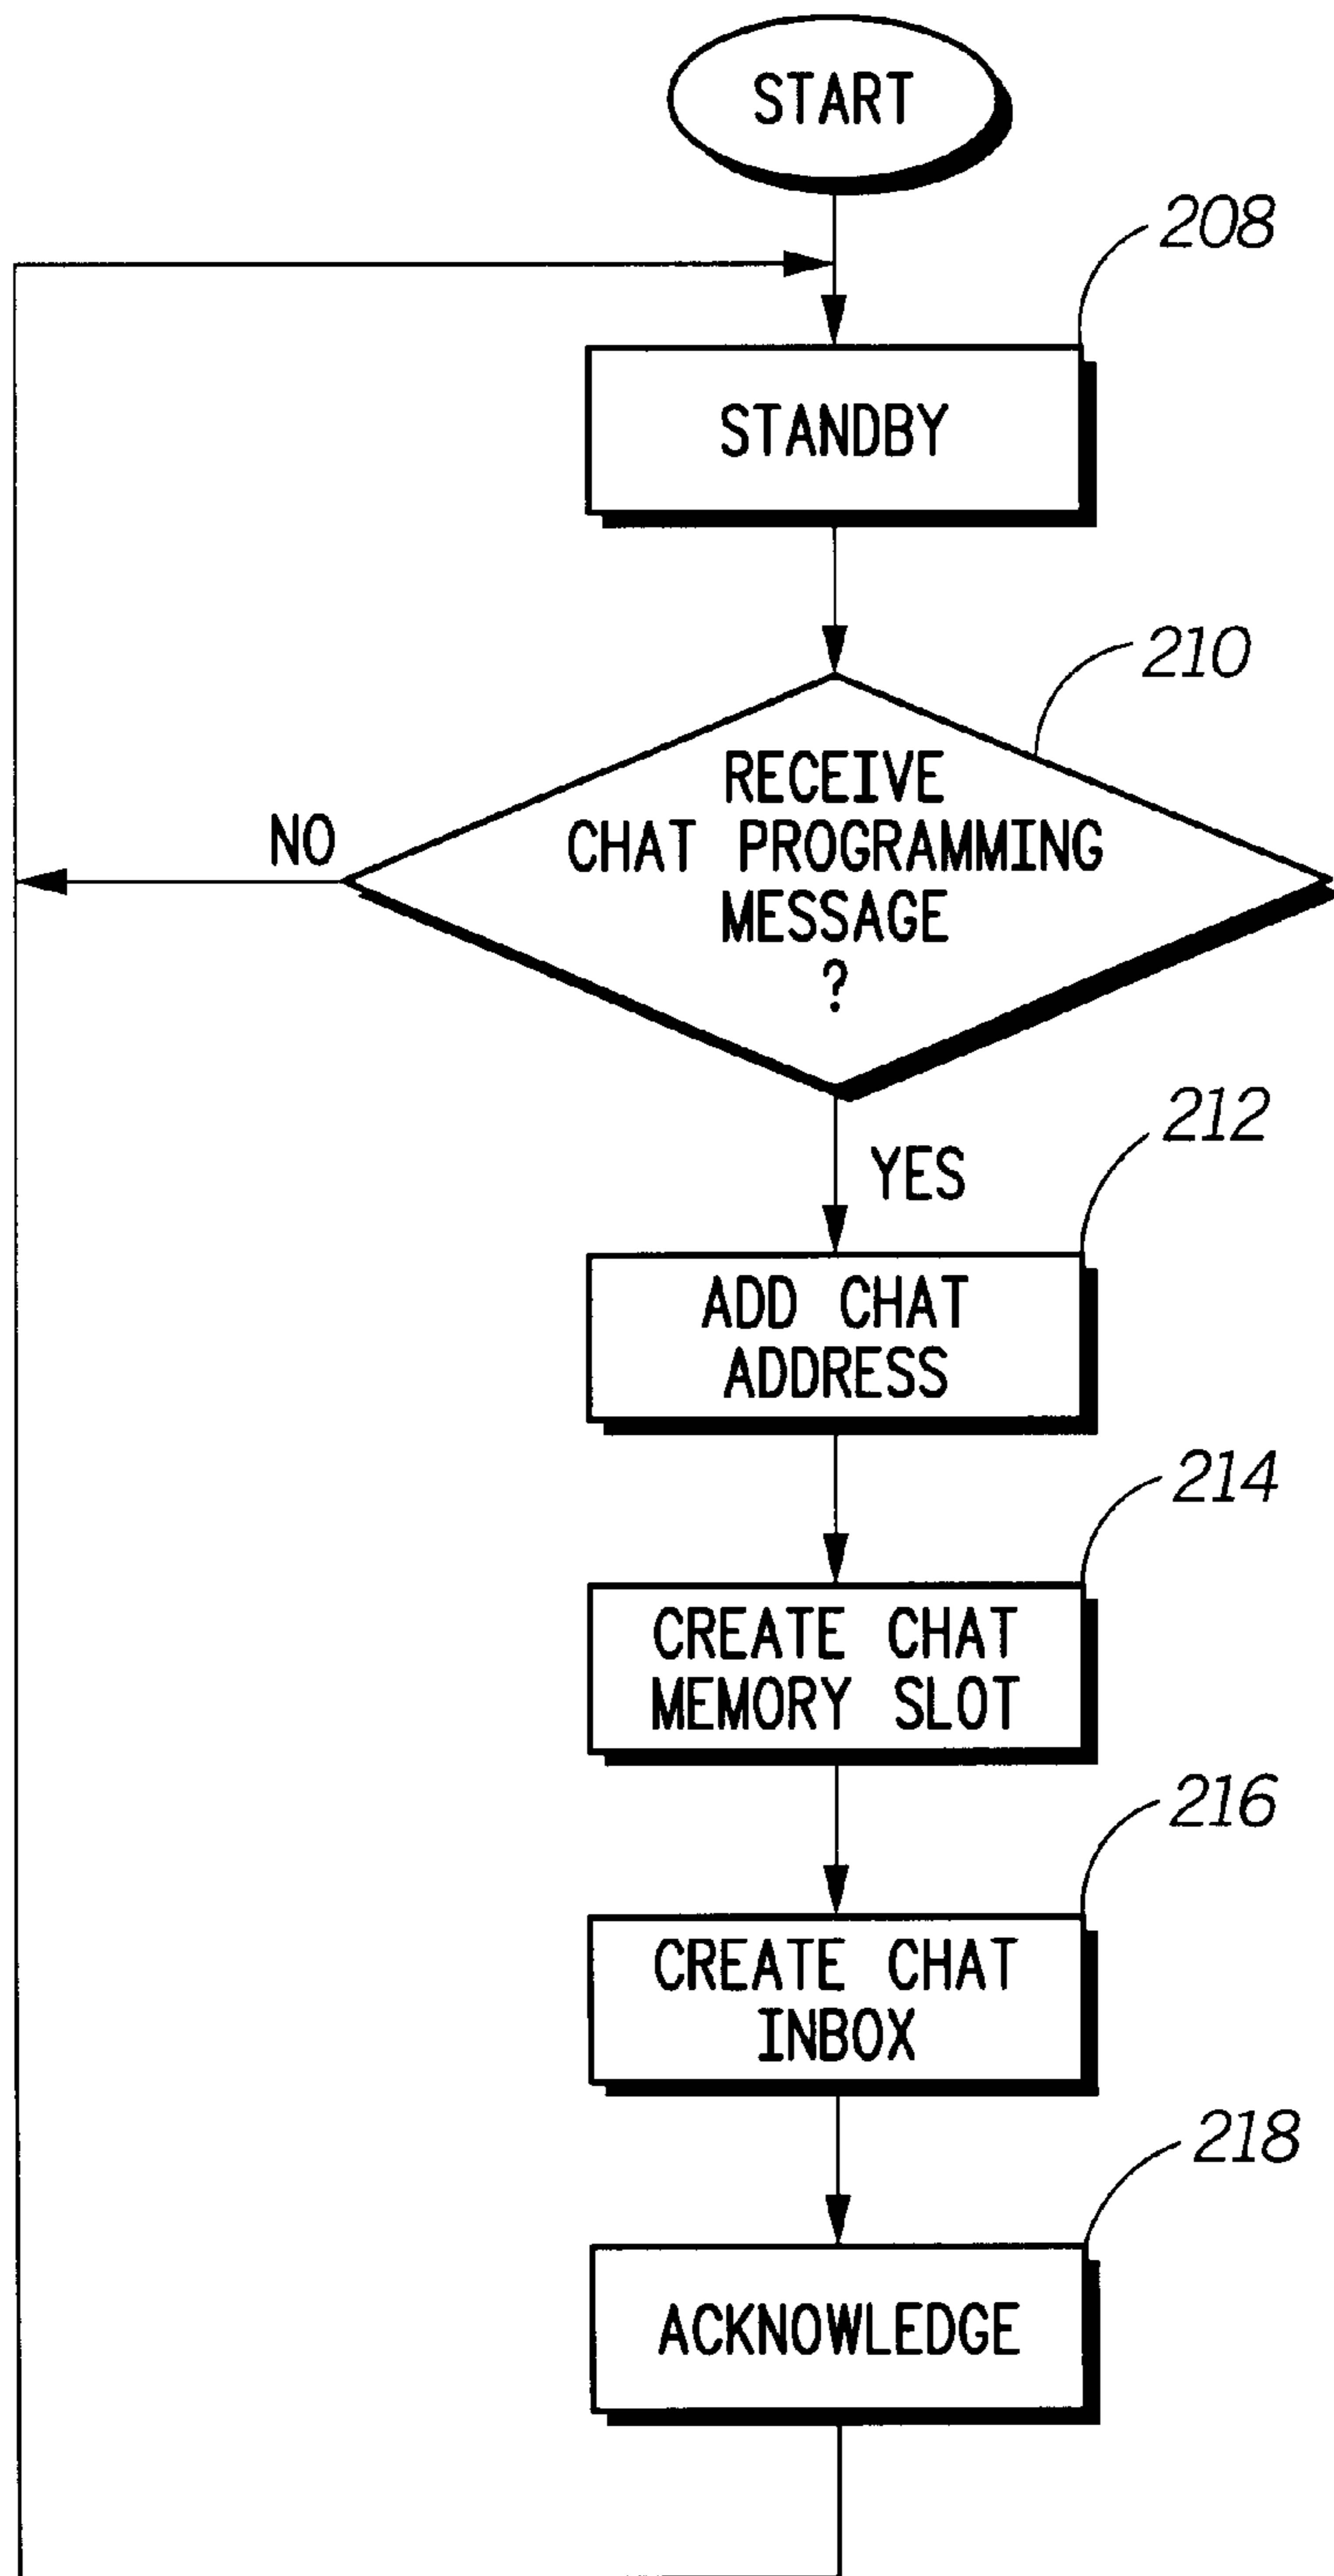 START
208
STANDBY
210
RECEIVE
CHAT PROGRAMMING
MESSAGE
?
NO
YES
212
ADD CHAT
ADDRESS
214
CREATE CHAT
MEMORY SLOT
216
CREATE CHAT
INBOX
218
ACKNOWLEDGE